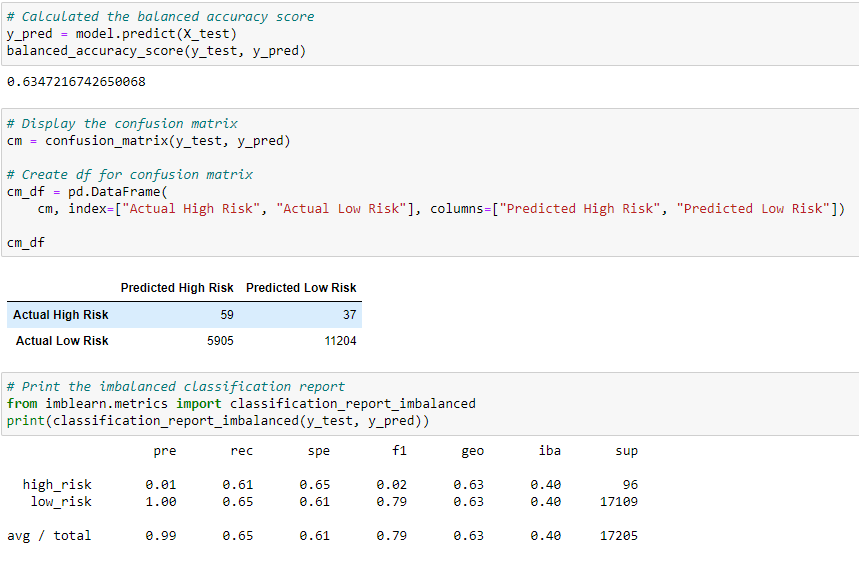 # Calculated the balanced accuracy score
y_pred = model.predict(X_test)
balanced_accuracy_score(y_test, y_pred)
0.6347216742650068
# Display the confusion matrix
cm = confusion_matrix(y_test, y_pred)
# Create df for confusion matrix
cm_df = pd.DataFrame(
    cm, index=["Actual High Risk", "Actual Low Risk"], columns=["Predicted High Risk", "Predicted Low Risk"])
cm_df
Predicted High Risk Predicted Low Risk
Actual High Risk 59 37
Actual Low Risk 5905 11204
# Print the imbalanced classification report
from imblearn.metrics import classification_report_imbalanced
print(classification_report_imbalanced(y_test, y_pred))
pre rec spe f1 geo iba sup
high_risk 0.01 0.61 0.65 0.02 0.63 0.40 96
low_risk 1.00 0.65 0.61 0.79 0.63 0.40 17109
avg / total 0.99 0.65 0.61 0.79 0.63 0.40 17205